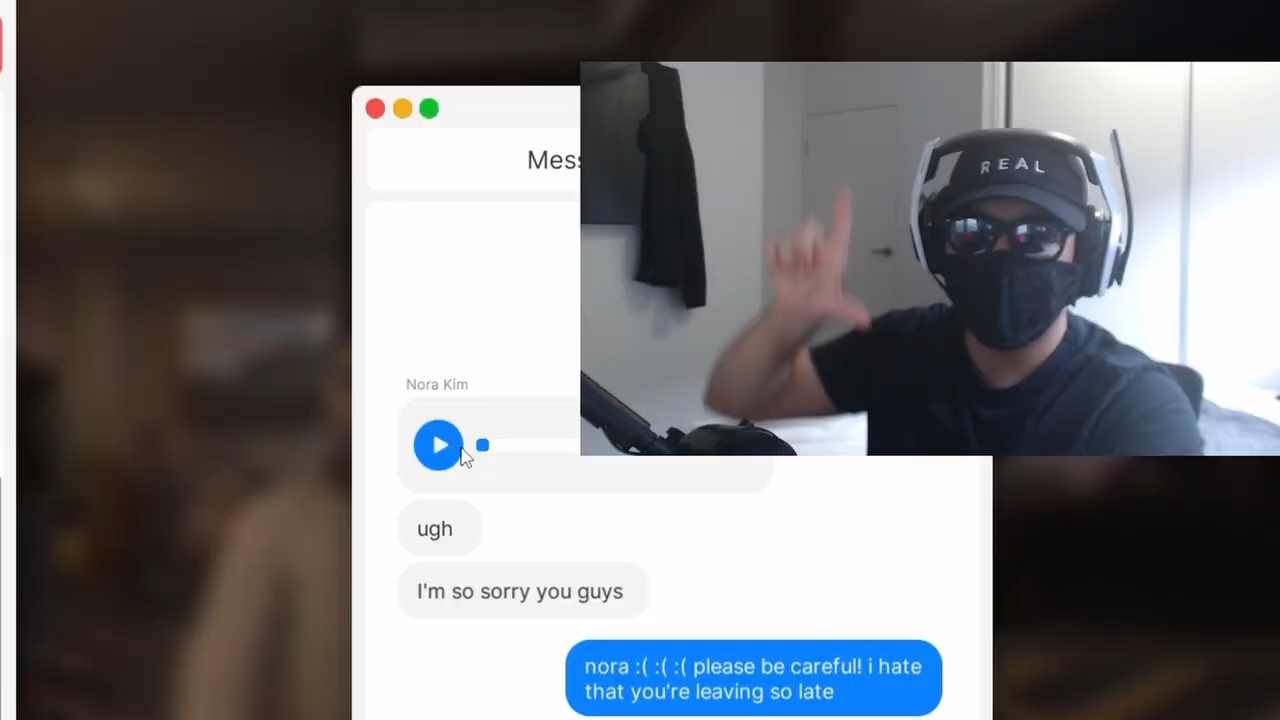 Mess
REAL
Nora Kim
ugh
I'm so sorry you guys
nora :( :( :( please be careful! i hate
that you're leaving so late